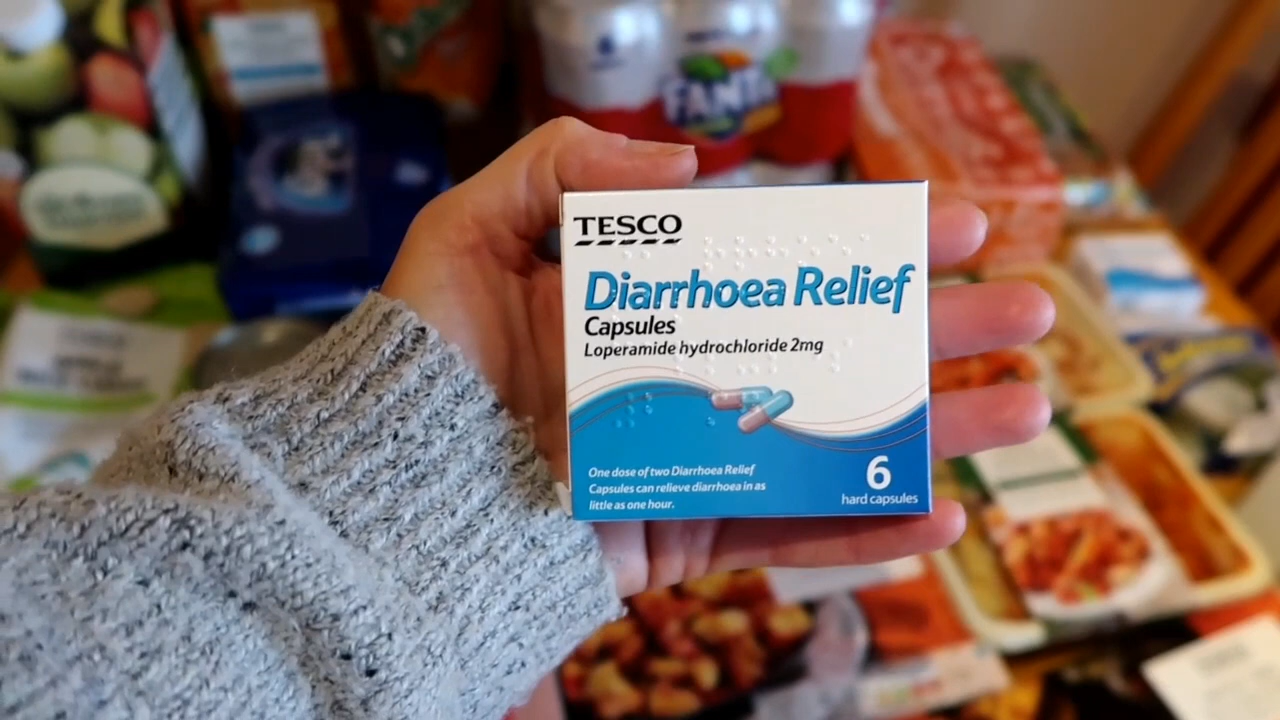 FANTA
TESCO
Diarrhoea Relief
Capsules
Loperamide hydrochloride 2mg
One dose of two Diarrhoea Relief
Capsules can relieve diarrhoea in as
little as one hour.
6
hard capsules